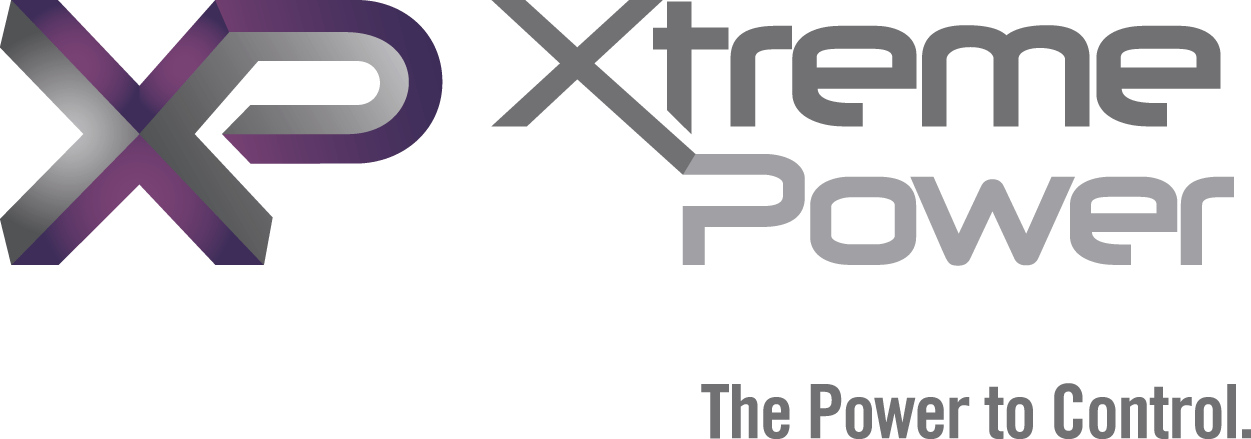 XP
Xtreme
Power
The Power to Control.